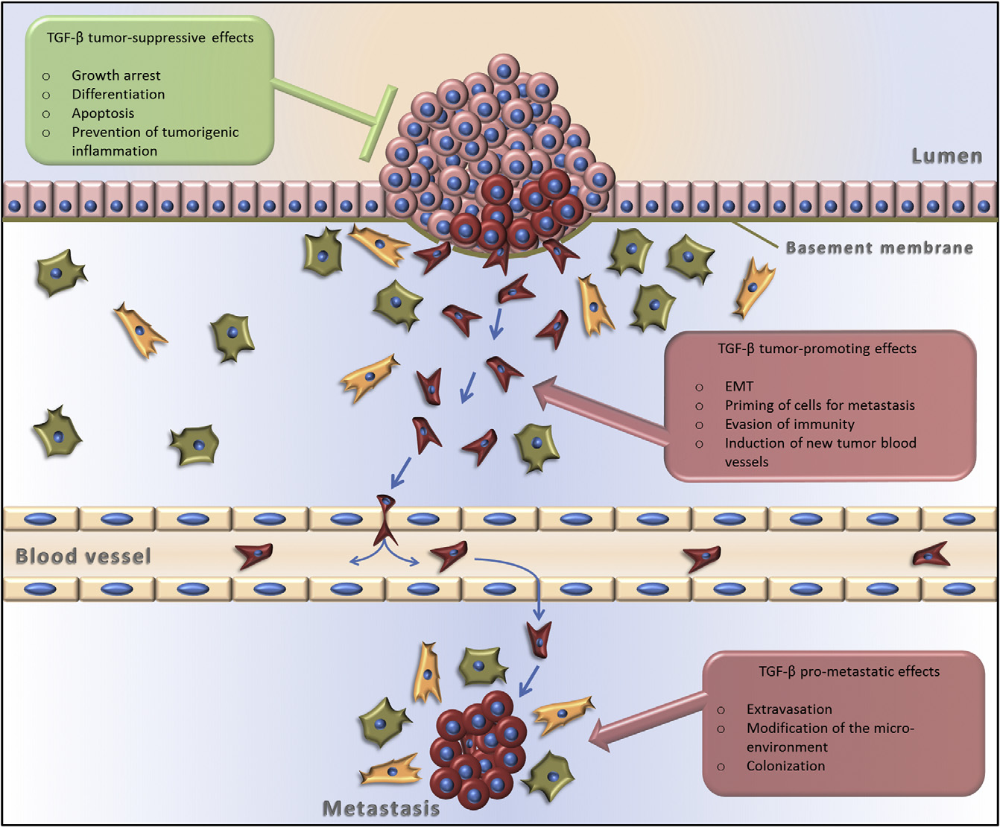 TGF-β tumor-suppressive effects
o Growth arrest
o Differentiation
o Apoptosis
o Prevention of tumorigenic
inflammation
Lumen
Basement membrane
TGF-β tumor-promoting effects
o EMT
o Priming of cells for metastasis
o Evasion of immunity
o Induction of new tumor blood
vessels
Blood vessel
TGF-β pro-metastatic effects
o Extravasation
o Modification of the micro-
environment
o Colonization
Metastasis